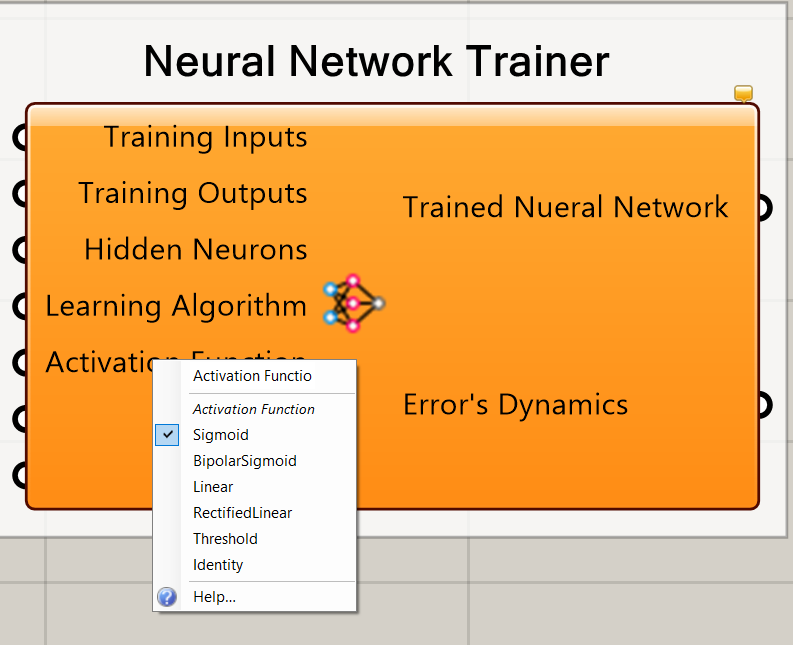 Neural Network Trainer
Training Inputs
Training Outputs
Hidden Neurons
Learning Algorithm
Activation Function
Trained Nueral Network
Error's Dynamics
Activation Functio
Activation Function
Sigmoid
BipolarSigmoid
Linear
RectifiedLinear
Threshold
Identity
Help...